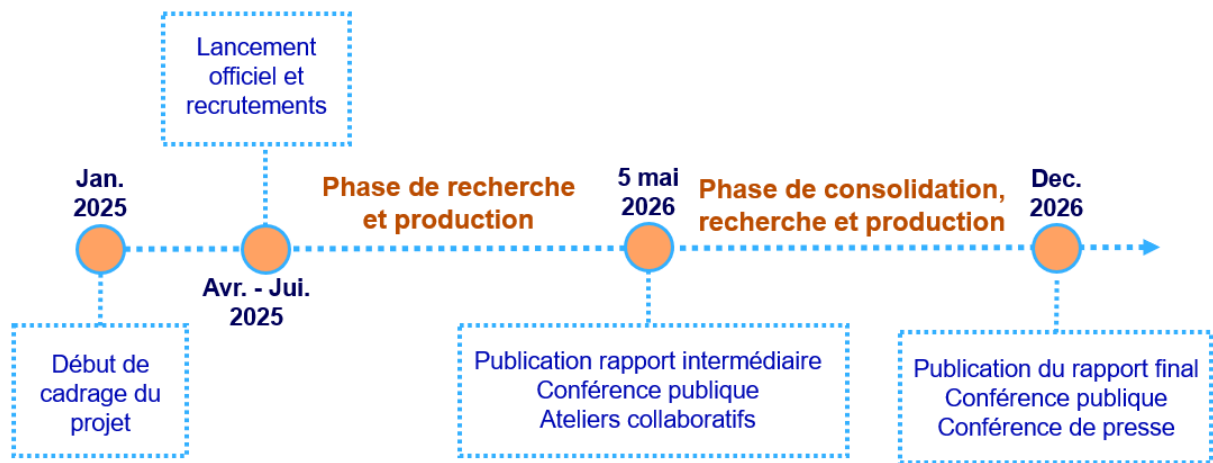 Lancement
officiel et
recrutements
Jan.
2025
Phase de recherche
et production
5 mai
2026
Phase de consolidation,
recherche et production
Dec.
2026
Avr. - Jui.
2025
Début de
cadrage du
projet
Publication rapport intermédiaire
Conférence publique
Ateliers collaboratifs
Publication du rapport final
Conférence publique
Conférence de presse